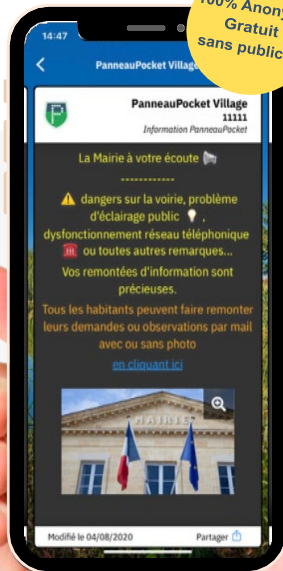 100% Anony
Gratuit
sans public
14:47
PanneauPocket Village
PanneauPocket Village
11111
Information PanneauPocket
La Mairie à votre écoute
------------
dangers sur la voirie, problème
d'éclairage public ,
dysfonctionnement réseau téléphonique
ou toutes autres remarques...
Vos remontées d'information sont
précieuses.
Tous les habitants peuvent faire remonter
leurs demandes ou observations par mail
avec ou sans photo
en cliquant ici
MAIRIE
Modifié le 04/08/2020
Partager